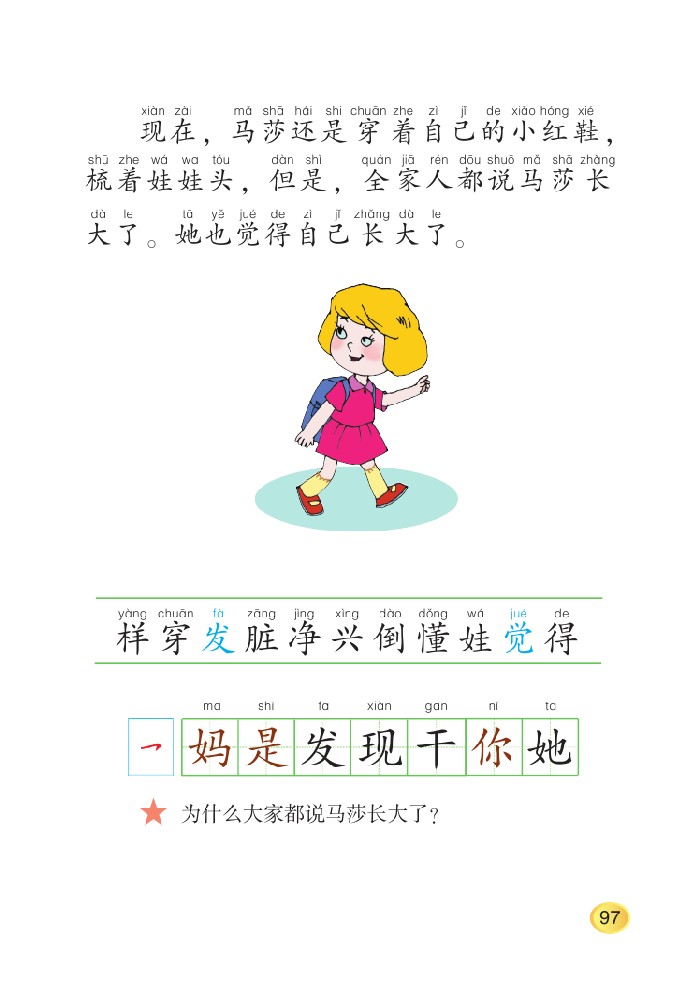 xiàn zài mǎ shā hái shi chuān zhe zì jǐ de xiǎo hóng xié
现在，马莎还是穿着自己的小红鞋，
shū zhe wá wa tóu dàn shì quán jiā rén dōu shuō mǎ shā zhǎng
梳着娃娃头，但是，全家人都说马莎长
dà le tā yě jué de zì jǐ zhǎng dà le
大了。她也觉得自己长大了。
yàng chuān fà zāng jìng xìng dào dǒng wá jué de
样穿发脏净兴倒懂娃觉得
ma shi fa xian gan ni ta
㇖妈是发现干你她
为什么大家都说马莎长大了？
97